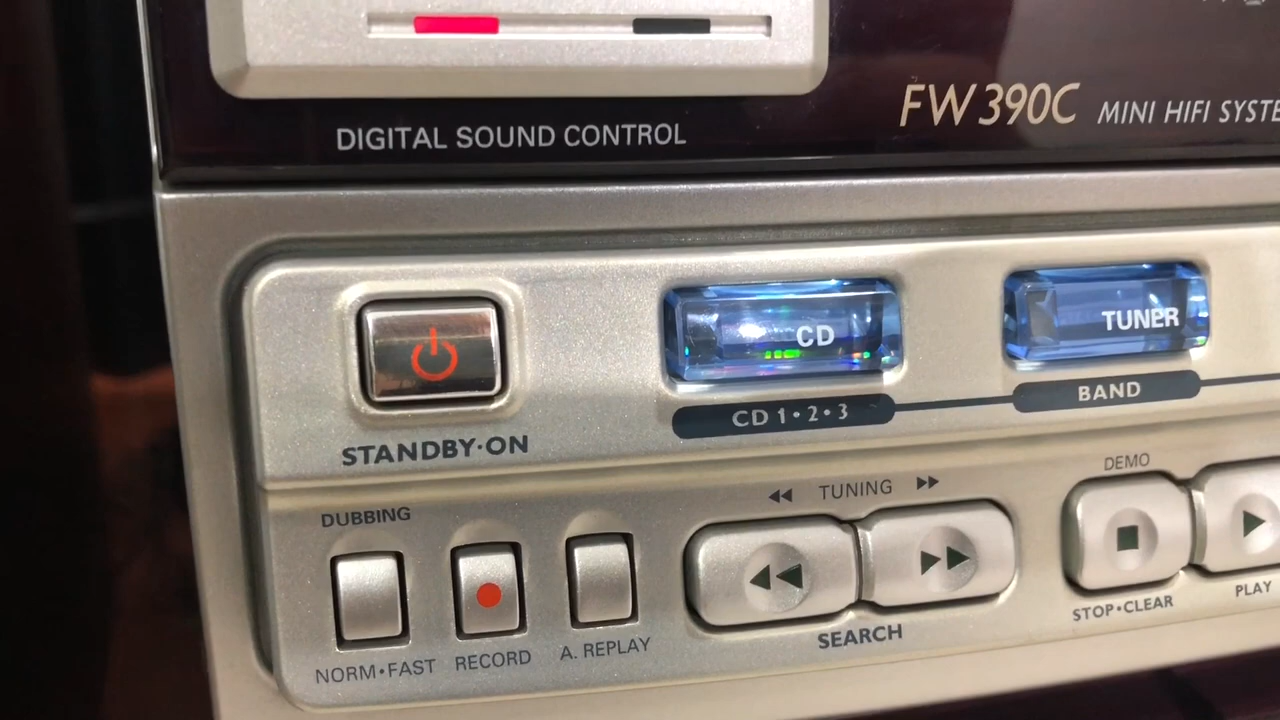 FW 390C MINI HIFI SYSTE
DIGITAL SOUND CONTROL
CD
TUNER
CD 1•2•3
BAND
STANDBY•ON
DEMO
TUNING
DUBBING
STOP•CLEAR
PLAY
SEARCH
NORM•FAST
RECORD
A. REPLAY